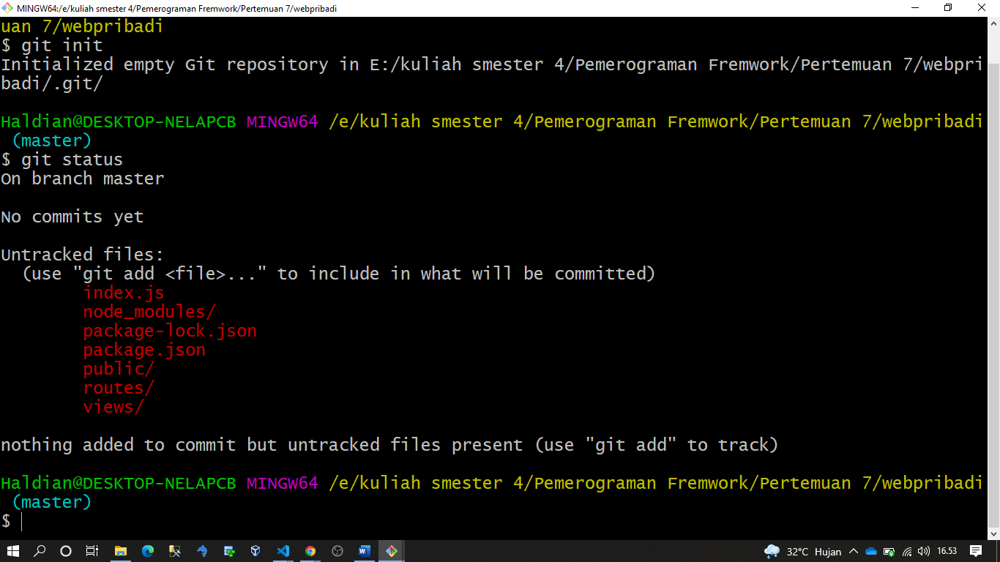 MINGW64:/e/kuliah smester 4/Pemerograman Fremwork/Pertemuan 7/webpribadi
uan 7/webpribadi
$ git init
Initialized empty Git repository in E:/kuliah smester 4/Pemerograman Fremwork/Pertemuan 7/webpri
badi/.git/
Haldian@DESKTOP-NELAPCB MINGW64 /e/kuliah smester 4/Pemerograman Fremwork/Pertemuan 7/webpribadi
(master)
$ git status
On branch master
No commits yet
Untracked files:
(use "git add <file>..." to include in what will be committed)
index.js
node_modules/
package-lock.json
package.json
public/
routes/
views/
nothing added to commit but untracked files present (use "git add" to track)
Haldian@DESKTOP-NELAPCB MINGW64 /e/kuliah smester 4/Pemerograman Fremwork/Pertemuan 7/webpribadi
(master)
$
32°C Hujan 16.53